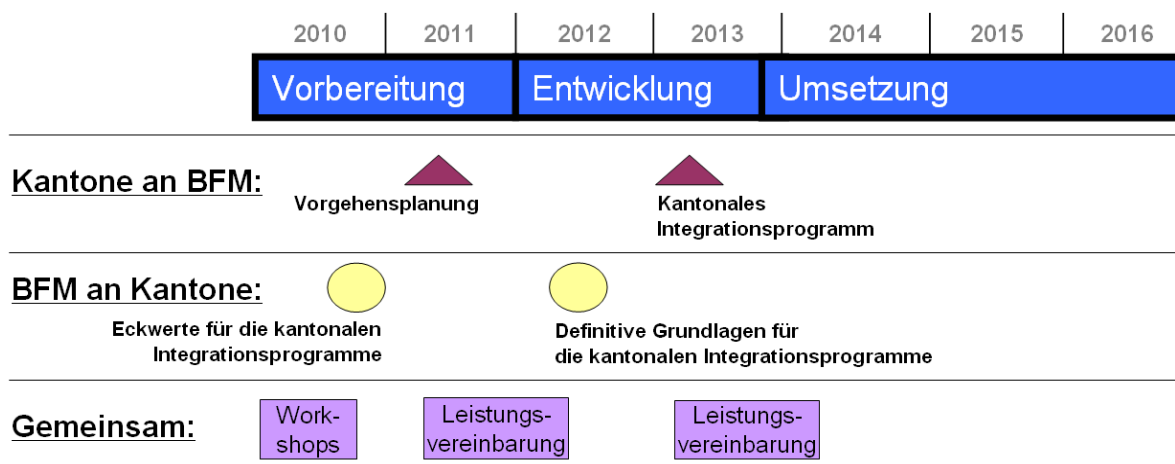 2010 2011 2012 2013 2014 2015 2016
Vorbereitung Entwicklung Umsetzung
Kantone an BFM:
Vorgehensplanung
Kantonales
Integrationsprogramm
BFM an Kantone:
Eckwerte für die kantonalen
Integrationsprogramme
Definitive Grundlagen für
die kantonalen Integrationsprogramme
Gemeinsam:
Work-
shops
Leistungs-
vereinbarung
Leistungs-
vereinbarung